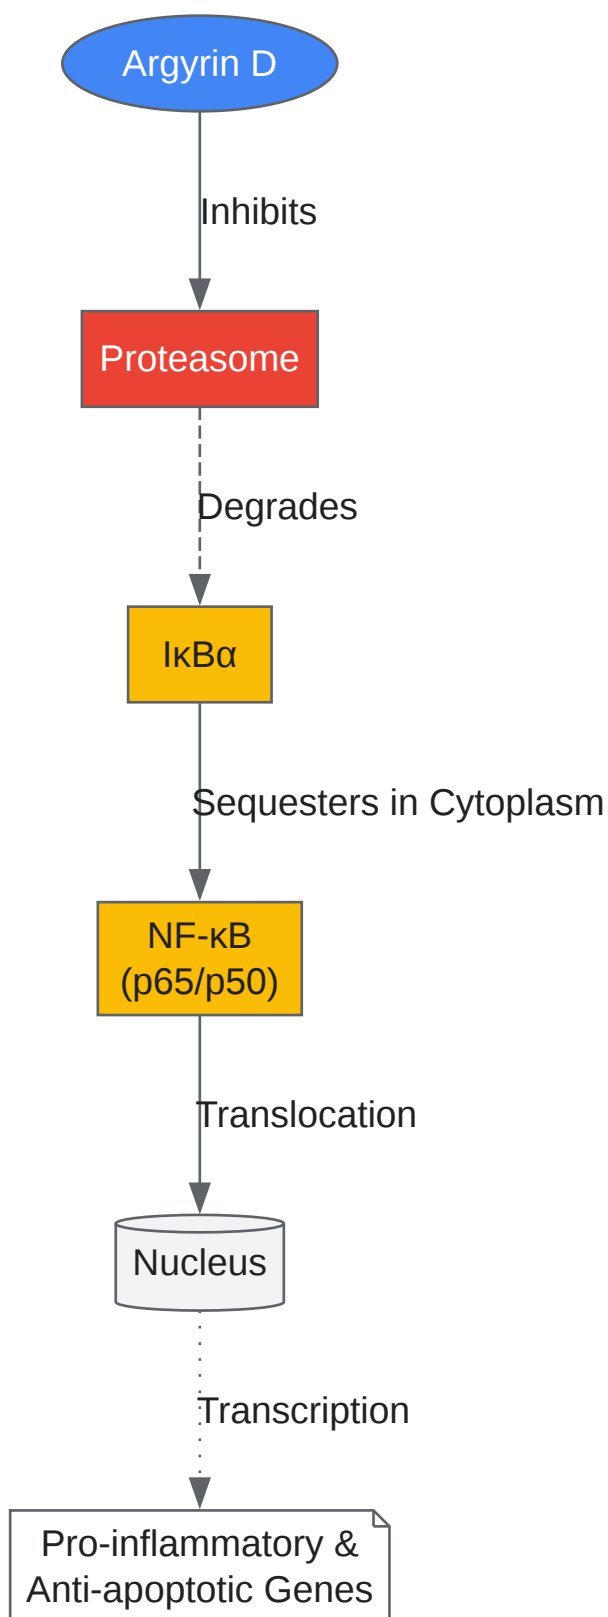 Argyrin D
Inhibits
Proteasome
Degrades
IκBα
Sequesters in Cytoplasm
NF-κB
(p65/p50)
Translocation
Nucleus
Transcription
Pro-inflammatory &
Anti-apoptotic Genes